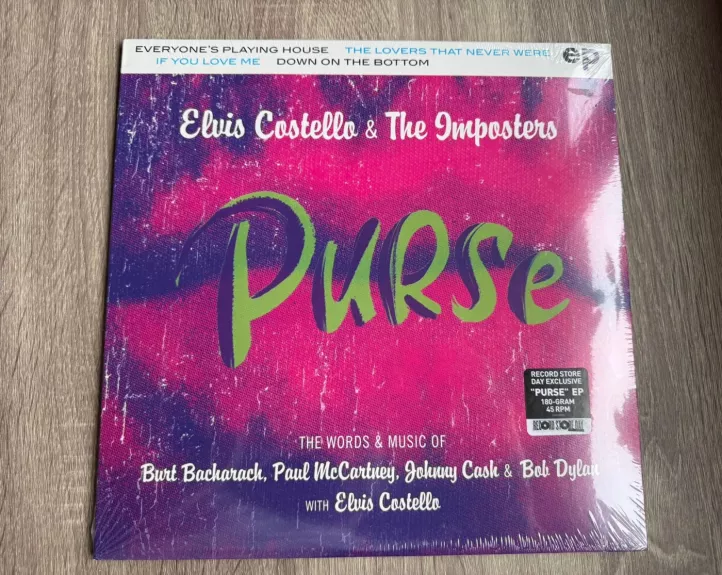 EVERYONE'S PLAYING HOUSE THE LOVERS THAT NEVER WERE
IF YOU LOVE ME DOWN ON THE BOTTOM
ep
Elvis Costello & The Imposters
PURSe
RECORD STORE
DAY EXCLUSIVE
"PURSE" EP
180-GRAM
45 RPM
THE WORDS & MUSIC OF
Burt Bacharach, Paul McCartney, Johnny Cash & Bob Dylan
WITH Elvis Costello